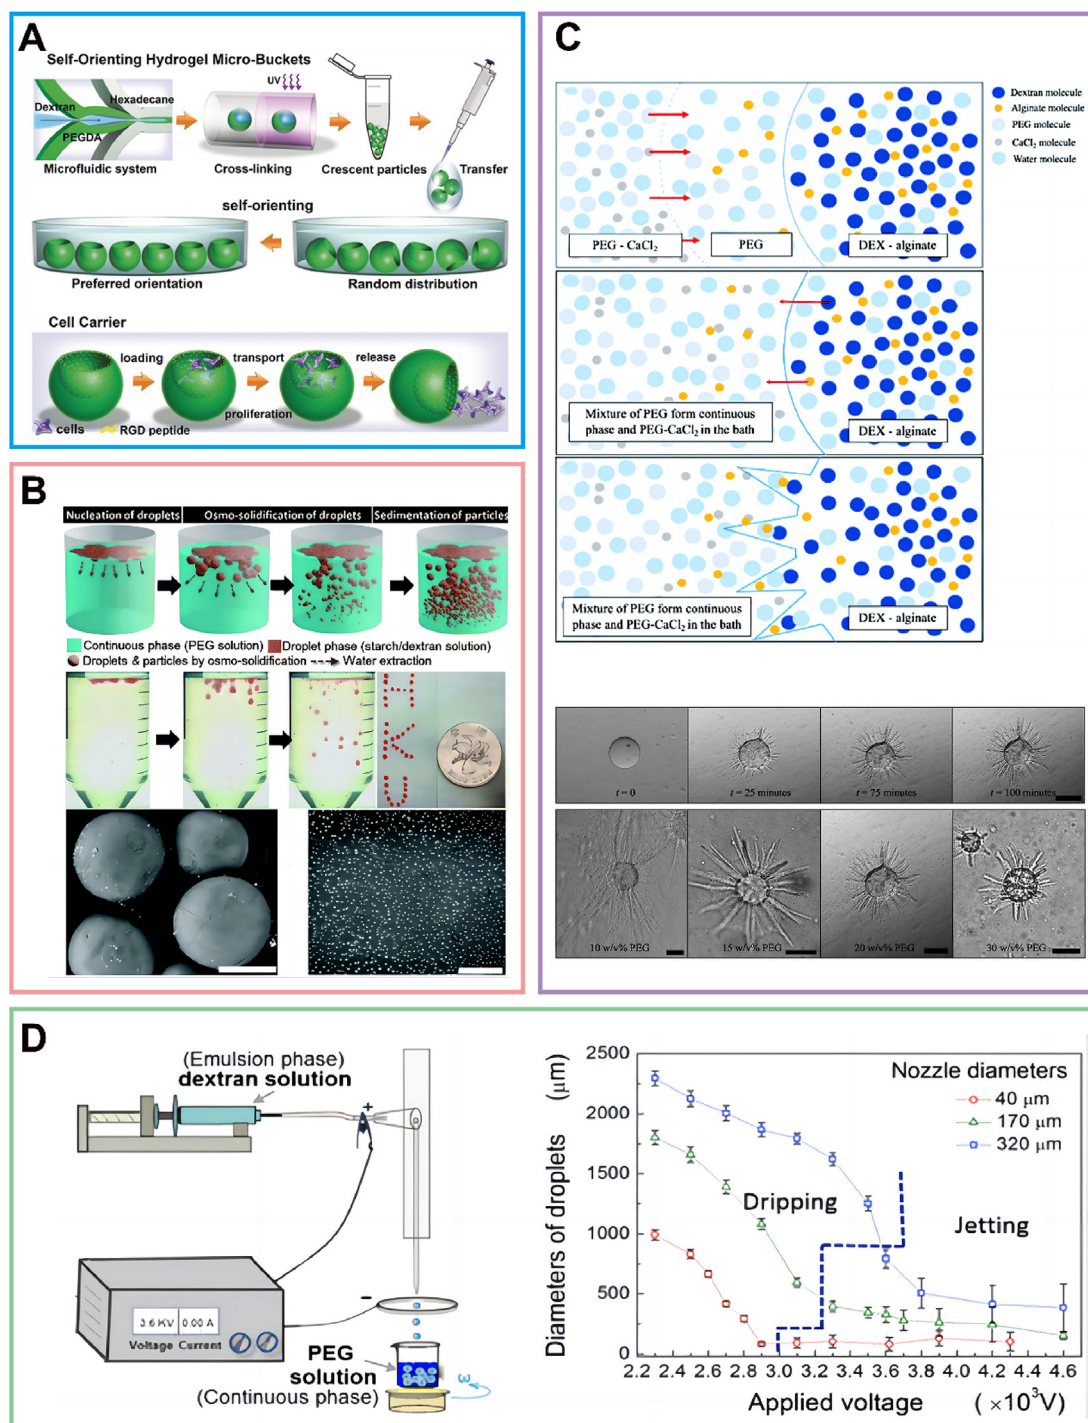 A
Self-Orienting Hydrogel Micro-Buckets
Dextran
Hexadecane
PEGDA
UV
Microfluidic system
Cross-linking
Crescent particles
Transfer
self-orienting
Preferred orientation
Random distribution
Cell Carrier
loading
transport
release
proliferation
cells
RGD peptide
B
Nucleation of droplets
Osmo-solidification of droplets
Sedimentation of particles
Continuous phase (PEG solution)
Droplet phase (starch/dextran solution)
Droplets & particles by osmo-solidification
Water extraction
H
K
U
C
Dextran molecule
Alginate molecule
PEG molecule
CaCl2 molecule
Water molecule
PEG - CaCl2
PEG
DEX - alginate
Mixture of PEG form continuous
phase and PEG-CaCl2 in the bath
DEX - alginate
Mixture of PEG form continuous
phase and PEG-CaCl2 in the bath
DEX - alginate
t = 0
t = 25 minutes
t = 75 minutes
t = 100 minutes
10 w/v% PEG
15 w/v% PEG
20 w/v% PEG
30 w/v% PEG
D
(Emulsion phase)
dextran solution
+
−
3.6 KV
0.00 A
Voltage Current
PEG
solution
(Continuous phase)
ω
Diameters of droplets (μm)
2500
2000
1500
1000
500
0
Nozzle diameters
40 μm
170 μm
320 μm
Dripping
Jetting
2.2 2.4 2.6 2.8 3.0 3.2 3.4 3.6 3.8 4.0 4.2 4.4 4.6
Applied voltage (×10³V)